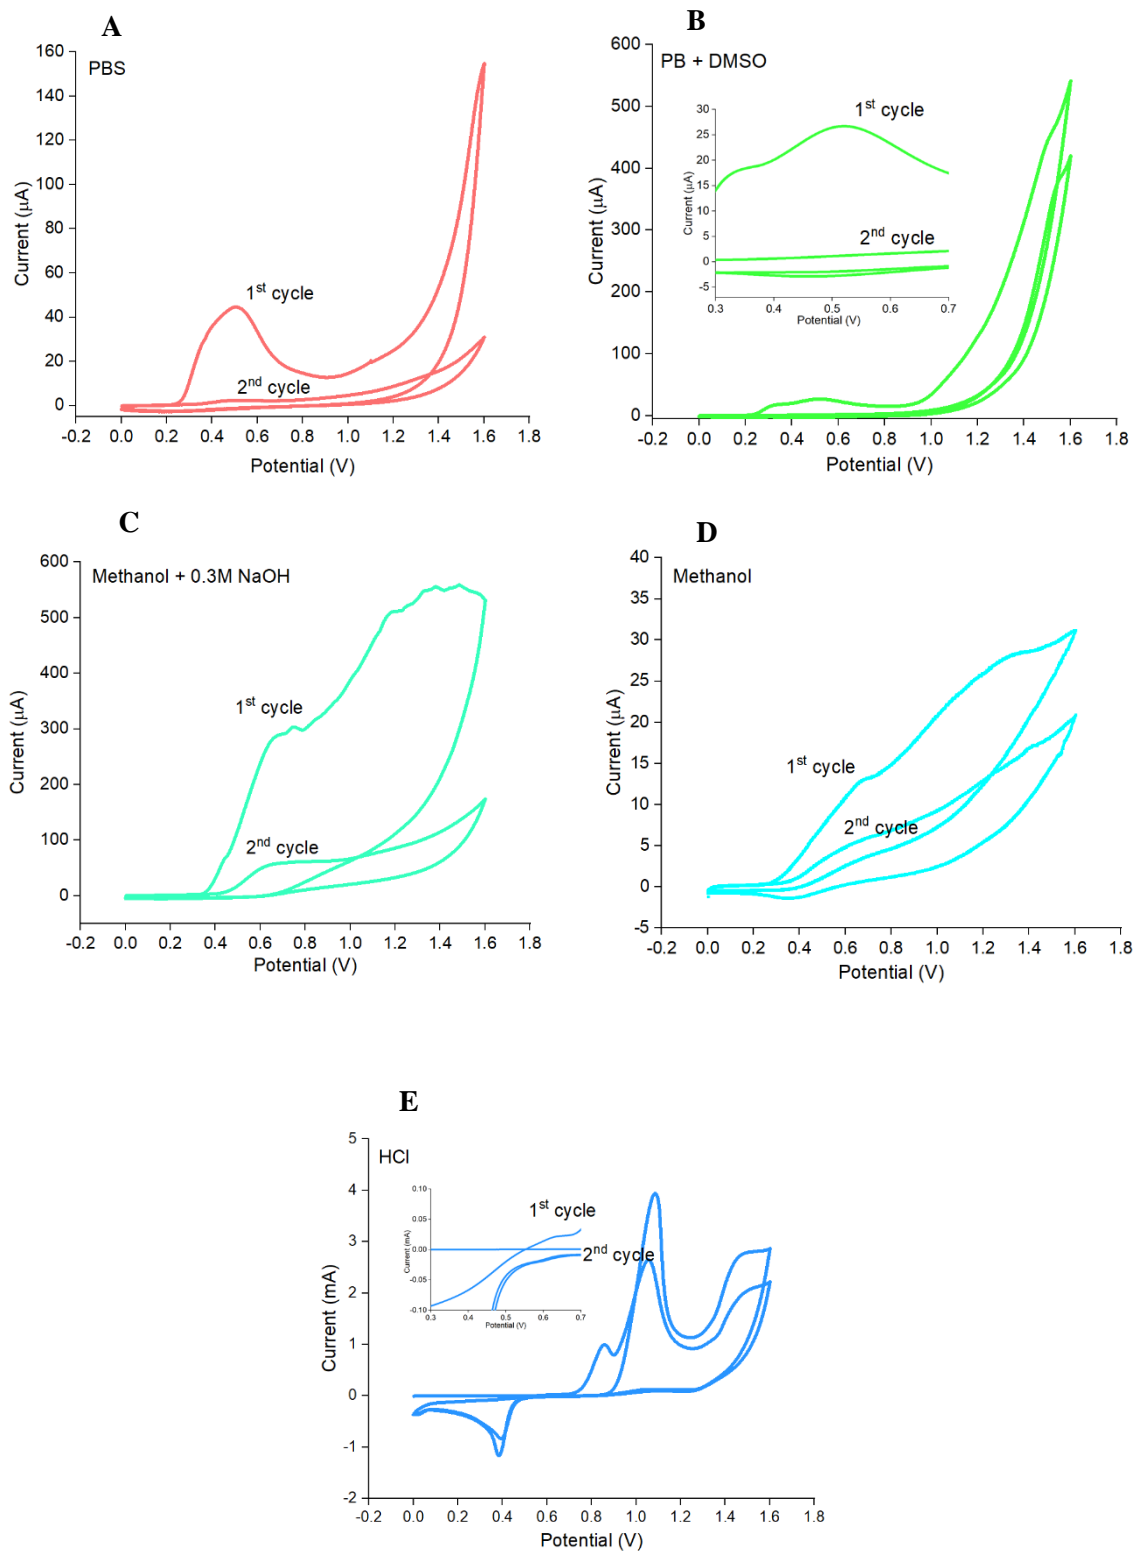 A
PBS
160
140
120
100
80
60
40
20
0
Current (µA)
1st cycle
2nd cycle
-0.2 0.0 0.2 0.4 0.6 0.8 1.0 1.2 1.4 1.6 1.8
Potential (V)
B
PB + DMSO
600
500
400
300
200
100
0
Current (µA)
30
25
20
15
10
5
0
-5
Current (µA)
1st cycle
2nd cycle
0.3 0.4 0.5 0.6 0.7
Potential (V)
-0.2 0.0 0.2 0.4 0.6 0.8 1.0 1.2 1.4 1.6 1.8
Potential (V)
C
Methanol + 0.3M NaOH
600
500
400
300
200
100
0
Current (µA)
1st cycle
2nd cycle
-0.2 0.0 0.2 0.4 0.6 0.8 1.0 1.2 1.4 1.6 1.8
Potential (V)
D
Methanol
40
35
30
25
20
15
10
5
0
-5
Current (µA)
1st cycle
2nd cycle
-0.2 0.0 0.2 0.4 0.6 0.8 1.0 1.2 1.4 1.6 1.8
Potential (V)
E
HCl
5
4
3
2
1
0
-1
-2
Current (mA)
0.10
0.05
0.00
-0.05
-0.10
Current (mA)
1st cycle
2nd cycle
0.3 0.4 0.5 0.6 0.7
Potential (V)
-0.2 0.0 0.2 0.4 0.6 0.8 1.0 1.2 1.4 1.6 1.8
Potential (V)